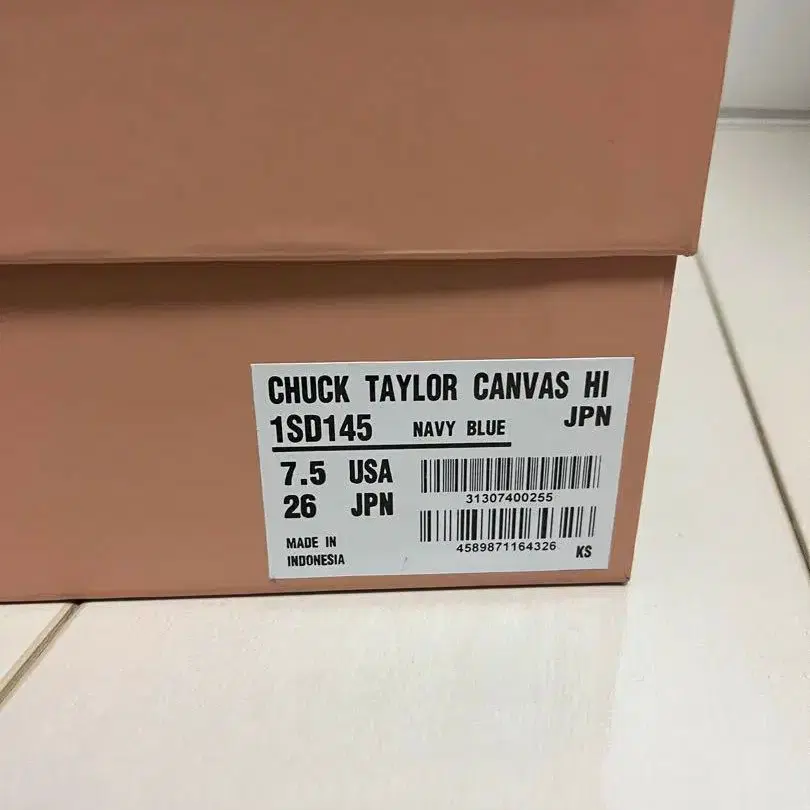 CHUCK TAYLOR CANVAS HI
1SD145 NAVY BLUE JPN
7.5 USA
31307400255
26 JPN
4589871164326 KS
MADE IN
INDONESIA